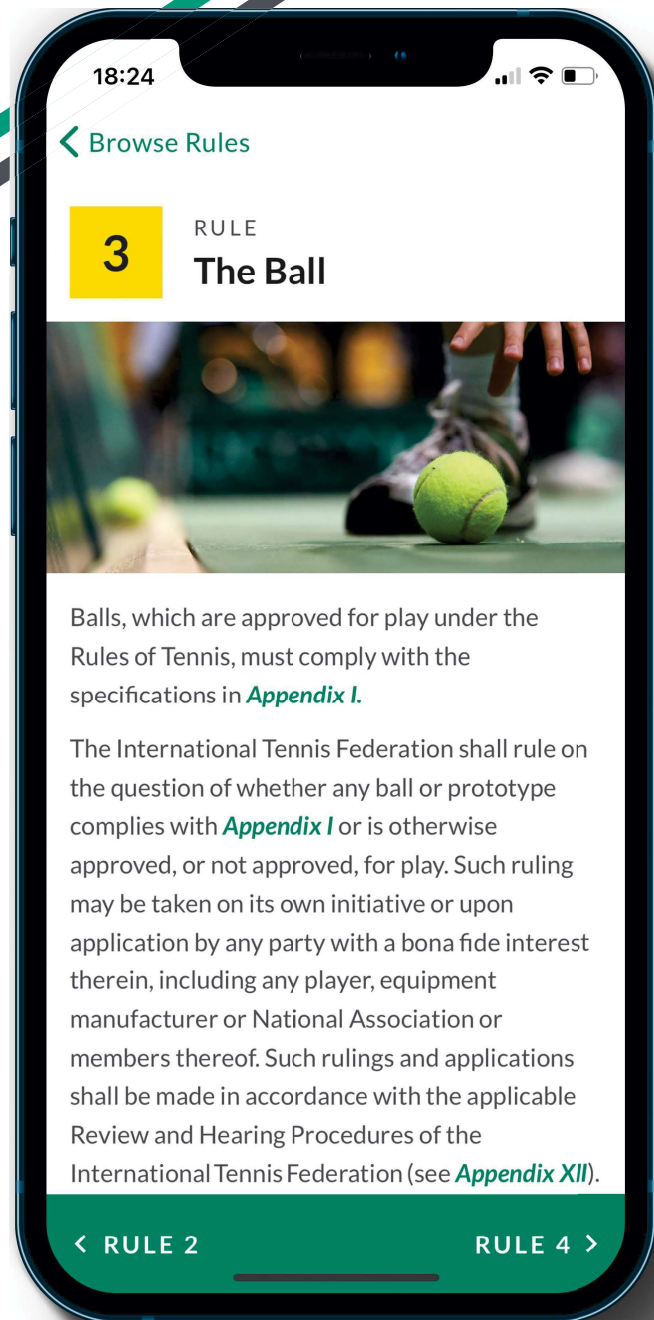 18:24
Browse Rules
3
RULE
The Ball
Balls, which are approved for play under the
Rules of Tennis, must comply with the
specifications in Appendix I.
The International Tennis Federation shall rule on
the question of whether any ball or prototype
complies with Appendix I or is otherwise
approved, or not approved, for play. Such ruling
may be taken on its own initiative or upon
application by any party with a bona fide interest
therein, including any player, equipment
manufacturer or National Association or
members thereof. Such rulings and applications
shall be made in accordance with the applicable
Review and Hearing Procedures of the
International Tennis Federation (see Appendix XII).
< RULE 2
RULE 4 >